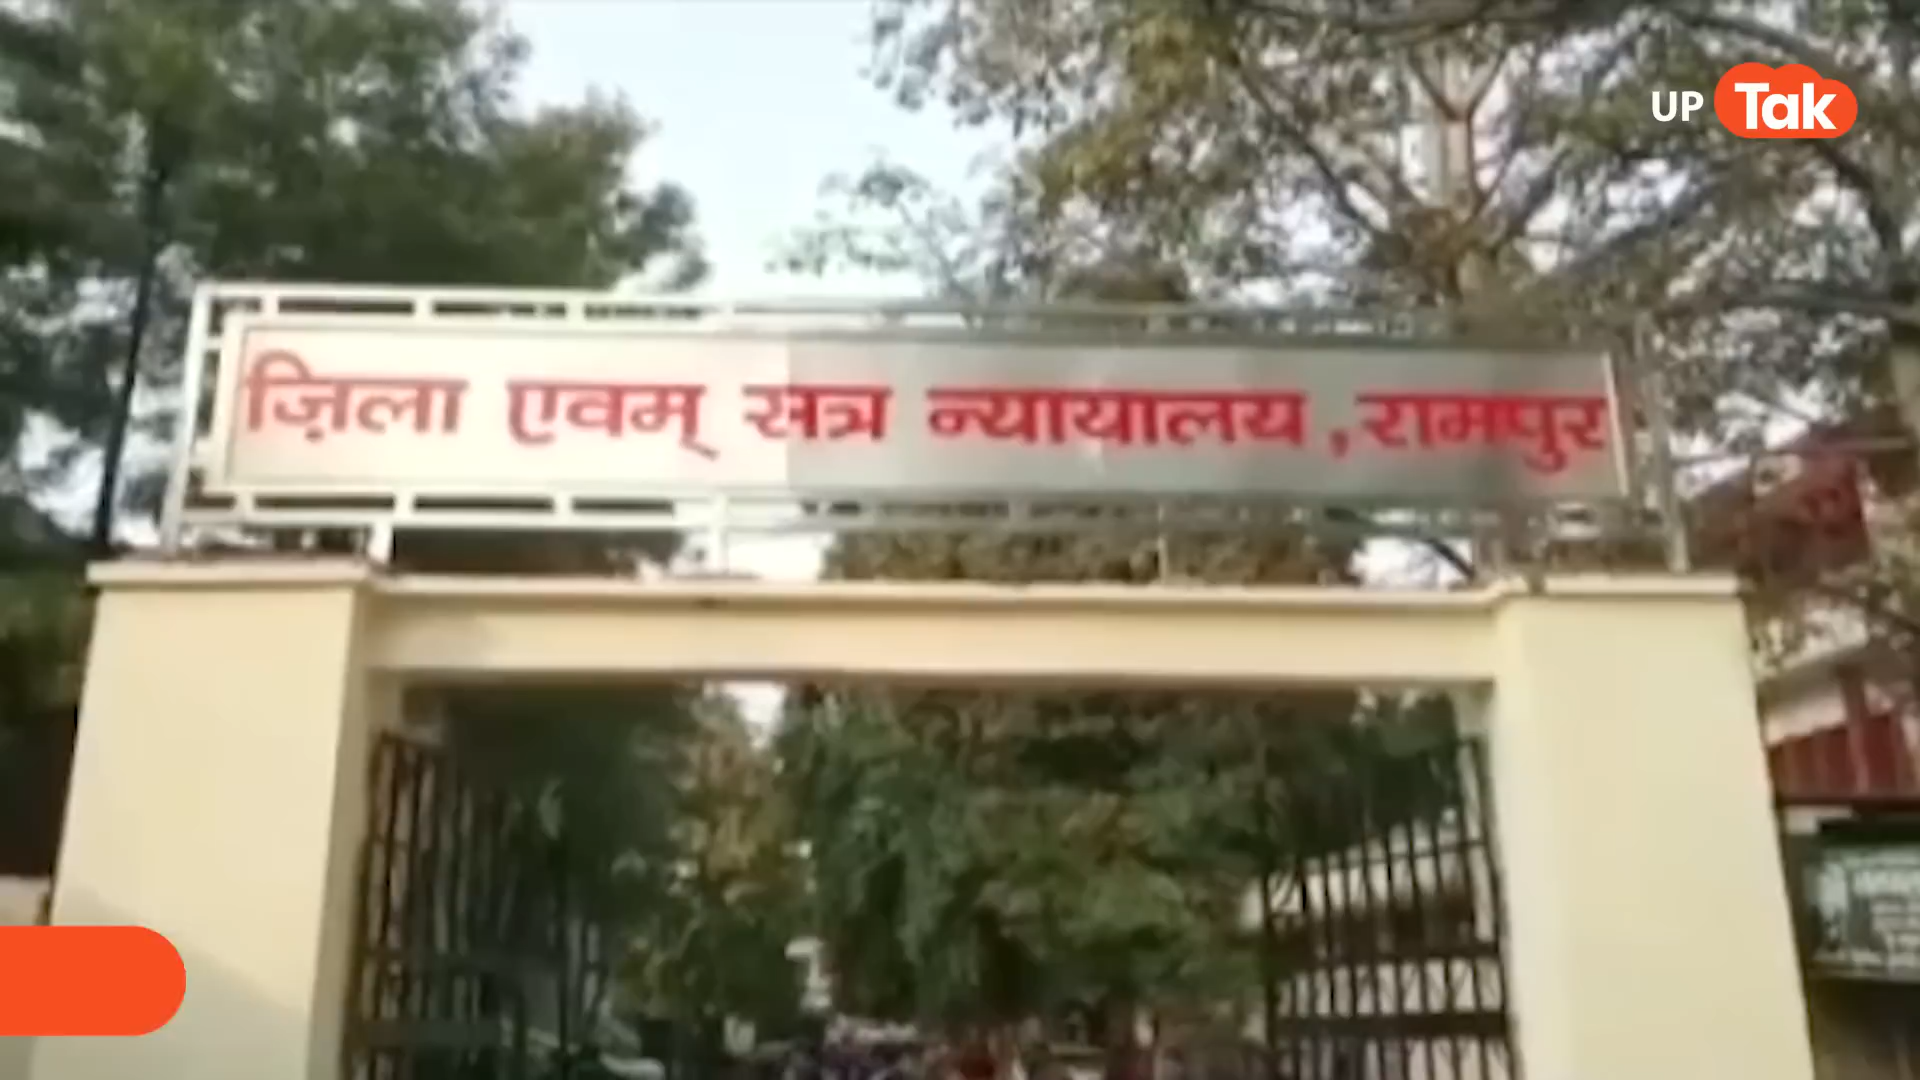 UP Tak
ज़िला एवम् सत्र न्यायालय, रामपुर